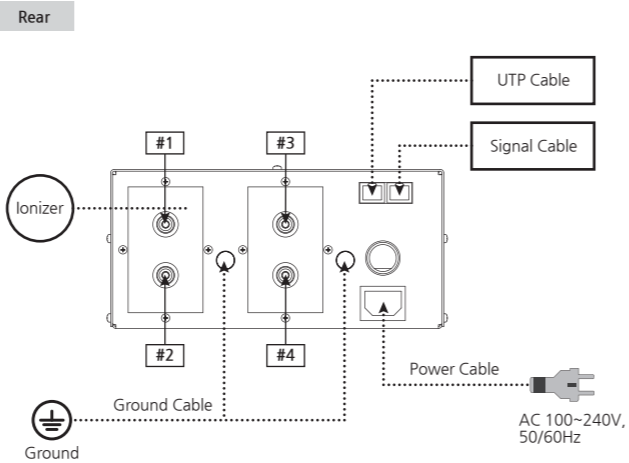 Rear
UTP Cable
Signal Cable
#1
#3
Ionizer
#2
#4
Power Cable
Ground Cable
AC 100~240V,
50/60Hz
Ground